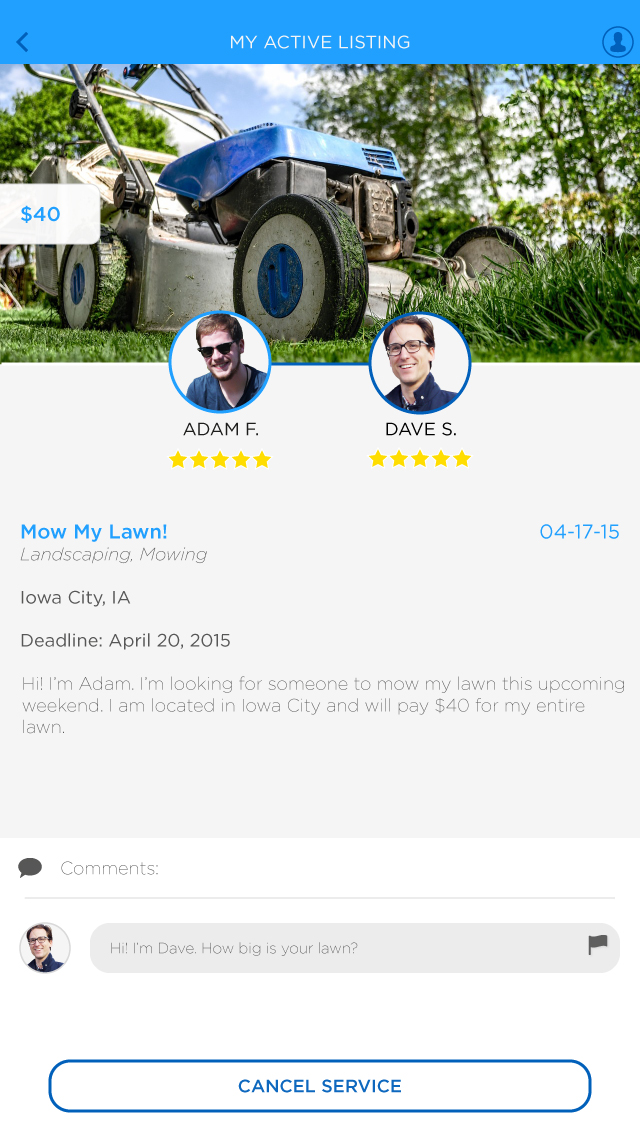 MY ACTIVE LISTING
$40
ADAM F.
DAVE S.
Mow My Lawn!
04-17-15
Landscaping, Mowing
Iowa City, IA
Deadline: April 20, 2015
Hi! I'm Adam. I'm looking for someone to mow my lawn this upcoming
weekend. I am located in Iowa City and will pay $40 for my entire
lawn.
Comments:
Hi! I'm Dave. How big is your lawn?
CANCEL SERVICE